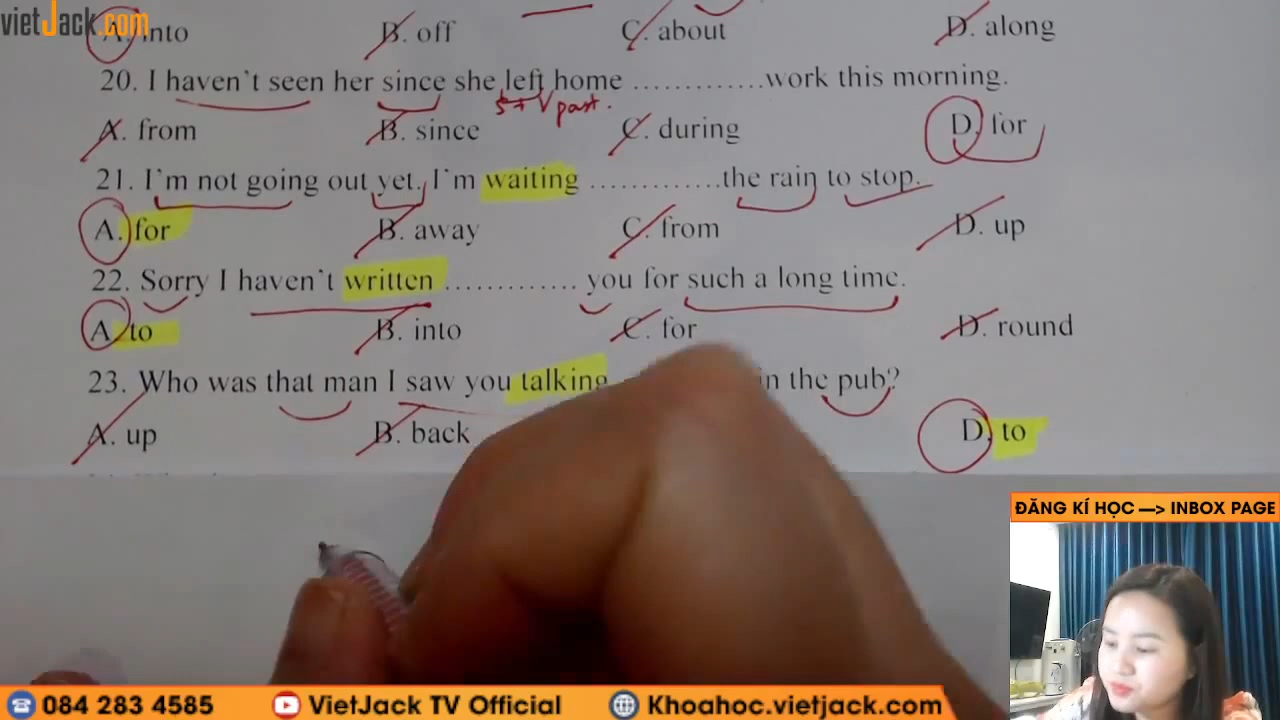 vietJack.com
A. into B. off C. about D. along
20. I haven't seen her since she left home .............work this morning.
S + V past.
A. from B. since C. during D. for
21. I'm not going out yet. I'm waiting .............the rain to stop.
A. for B. away C. from D. up
22. Sorry I haven't written ............. you for such a long time.
A. to B. into C. for D. round
23. Who was that man I saw you talking in the pub?
A. up B. back D. to
ĐĂNG KÍ HỌC —> INBOX PAGE
084 283 4585 VietJack TV Official Khoahoc.vietjack.com